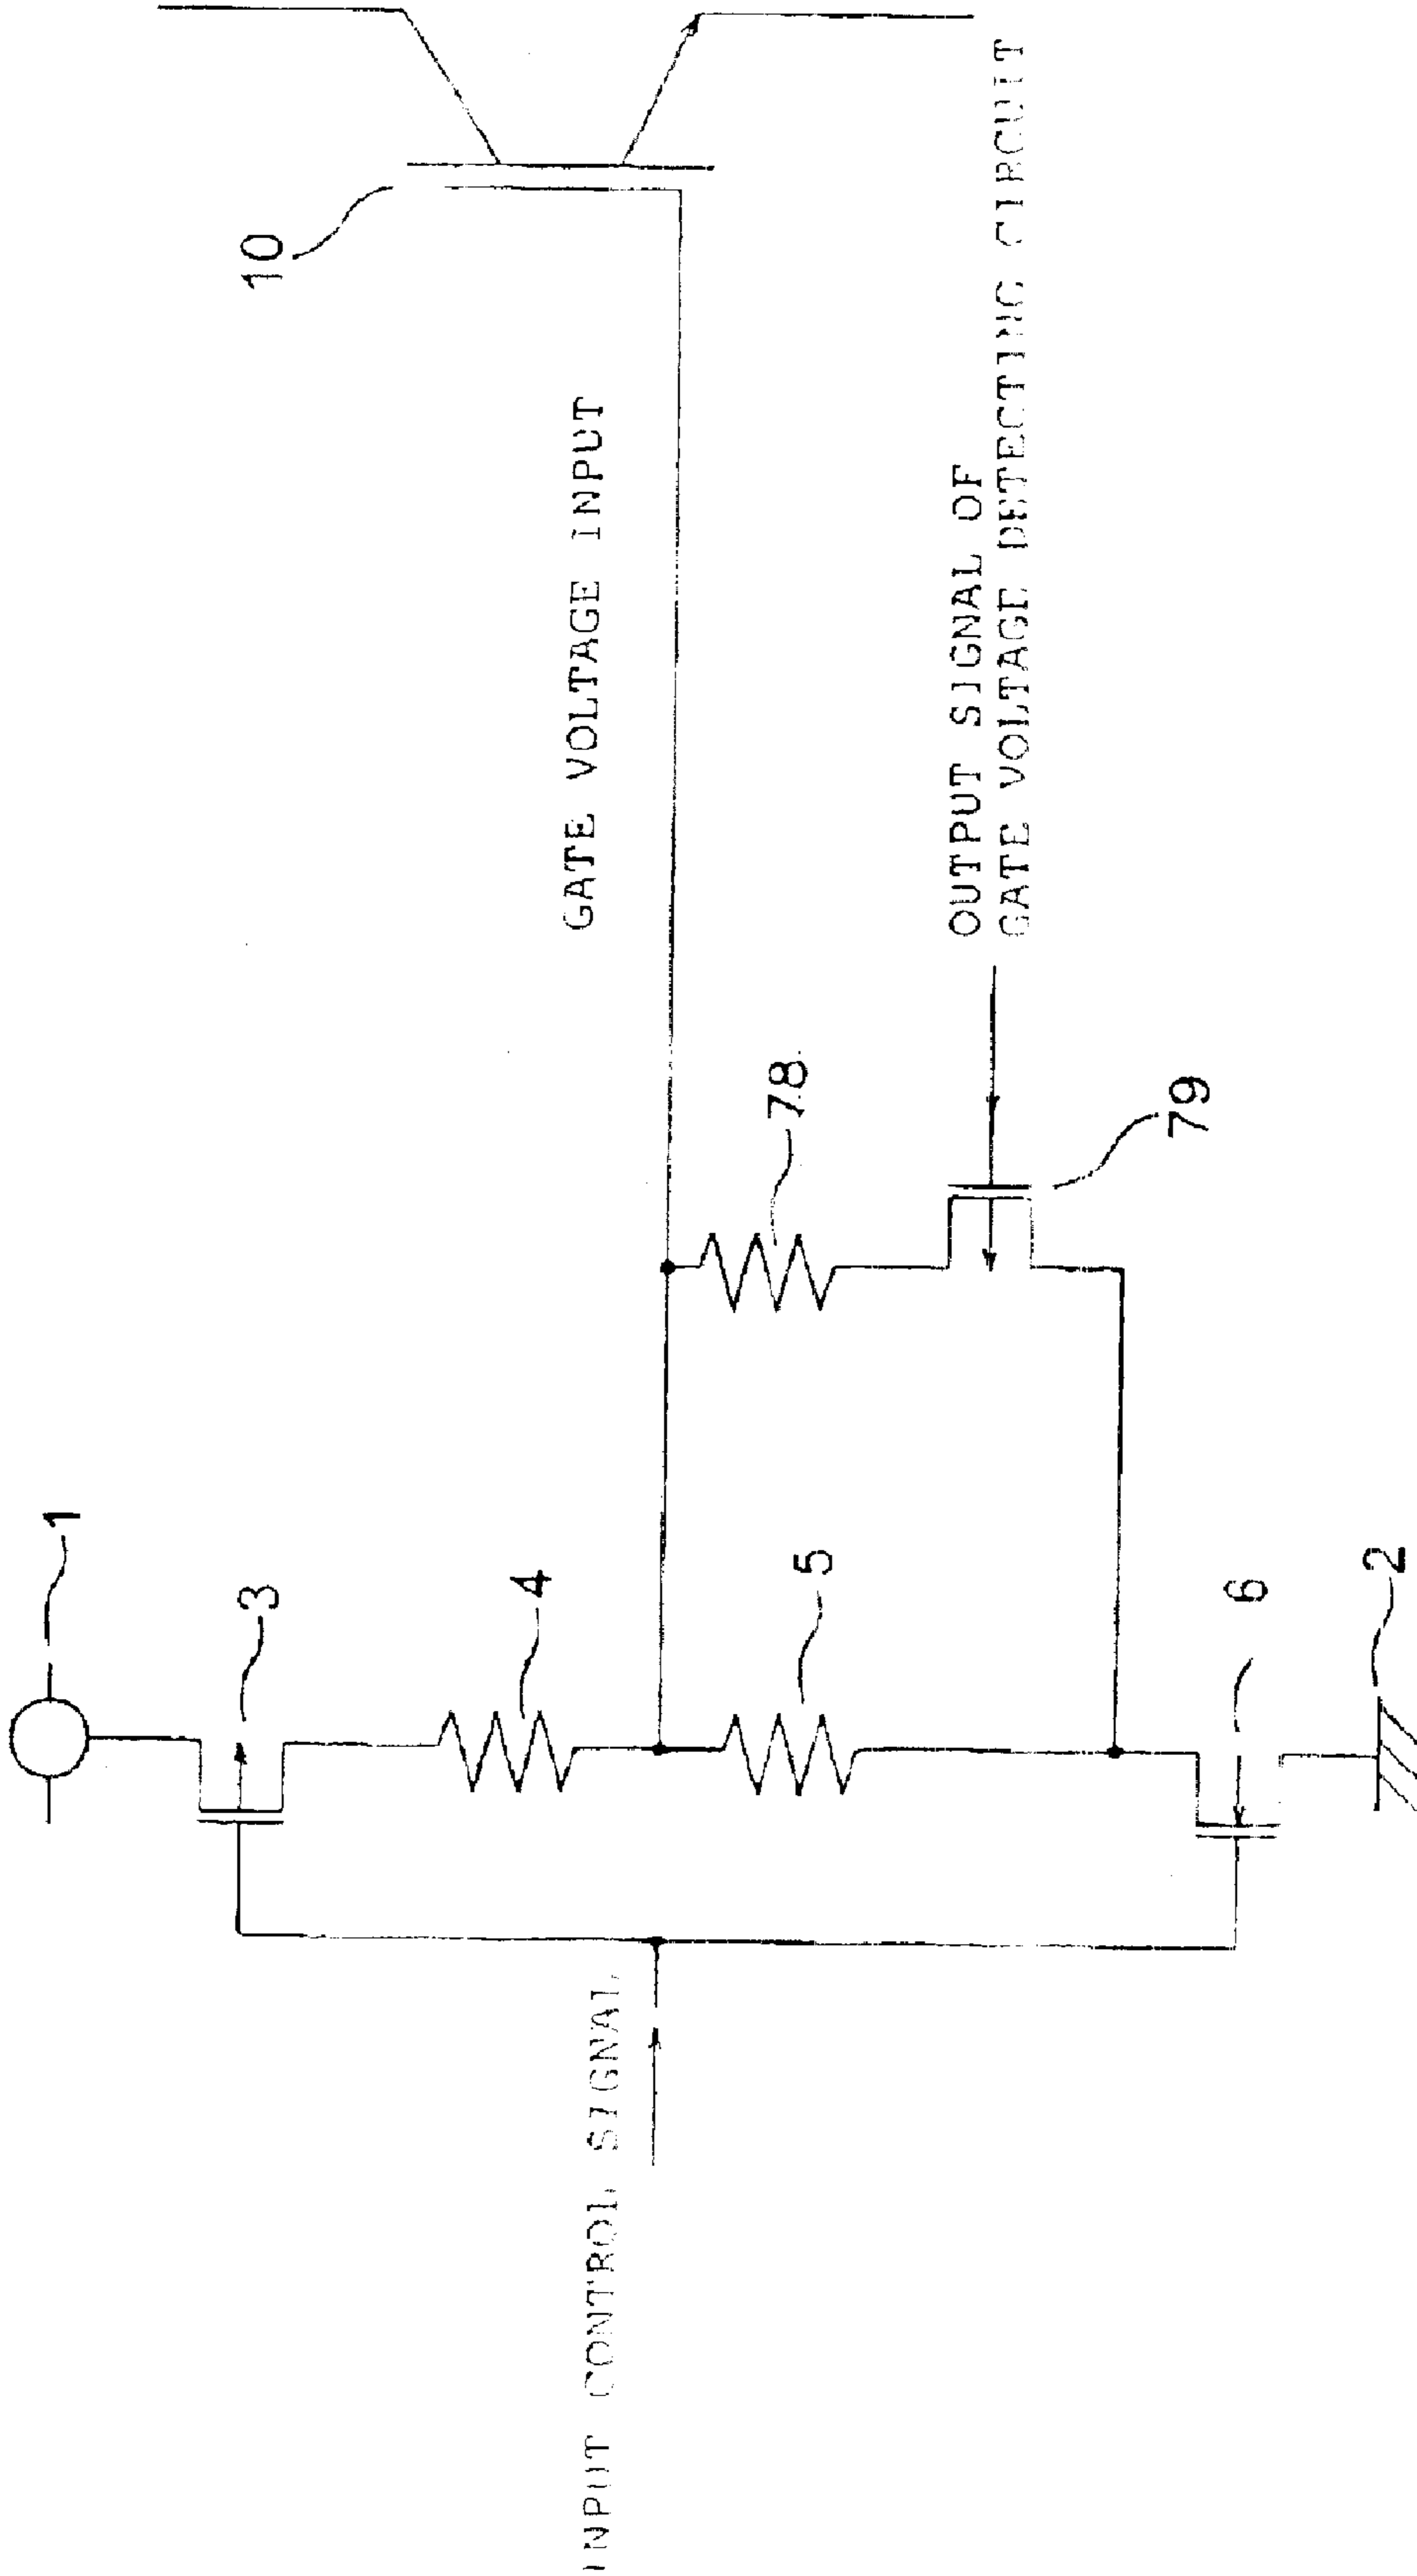 1
3
4
5
6
2
INPUT CONTROL SIGNAL
78
79
GATE VOLTAGE INPUT
OUTPUT SIGNAL OF
GATE VOLTAGE DETECTING CIRCUIT
10